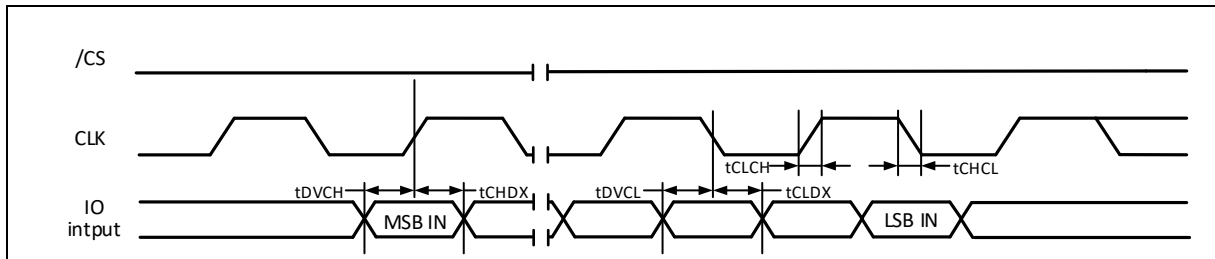 /CS
CLK
tCLCH
tCHCL
tDVCH
tCHDX
tDVCL
tCLDX
IO
intput
MSB IN
LSB IN